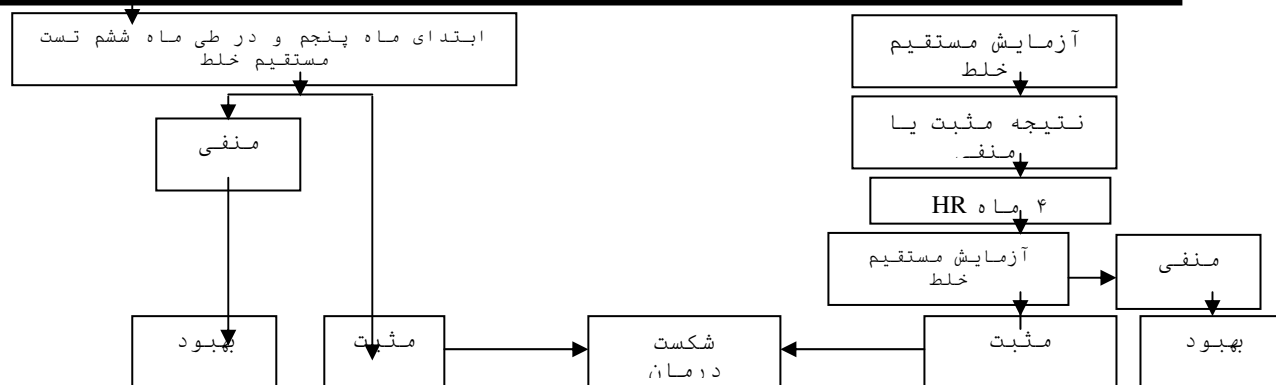 ابتدای ماه پنجم و در طی ماه ششم تست
مستقیم خلط
آزمایش مستقیم
خلط
نتیجه مثبت یا
منفی
منفی
۴ ماه HR
آزمایش مستقیم
خلط
منفی
بهبود
مثبت
شکست
درمان
مثبت
بهبود